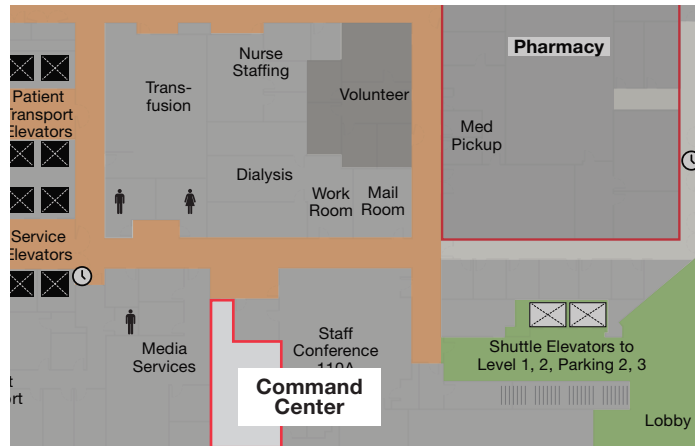 Nurse
Staffing
Pharmacy
Trans-
fusion
Volunteer
Patient
Transport
Elevators
Med
Pickup
Dialysis
Work
Room
Mail
Room
Service
Elevators
Media
Services
Staff
Conference
110A
Shuttle Elevators to
Level 1, 2, Parking 2, 3
Command
Center
Lobby